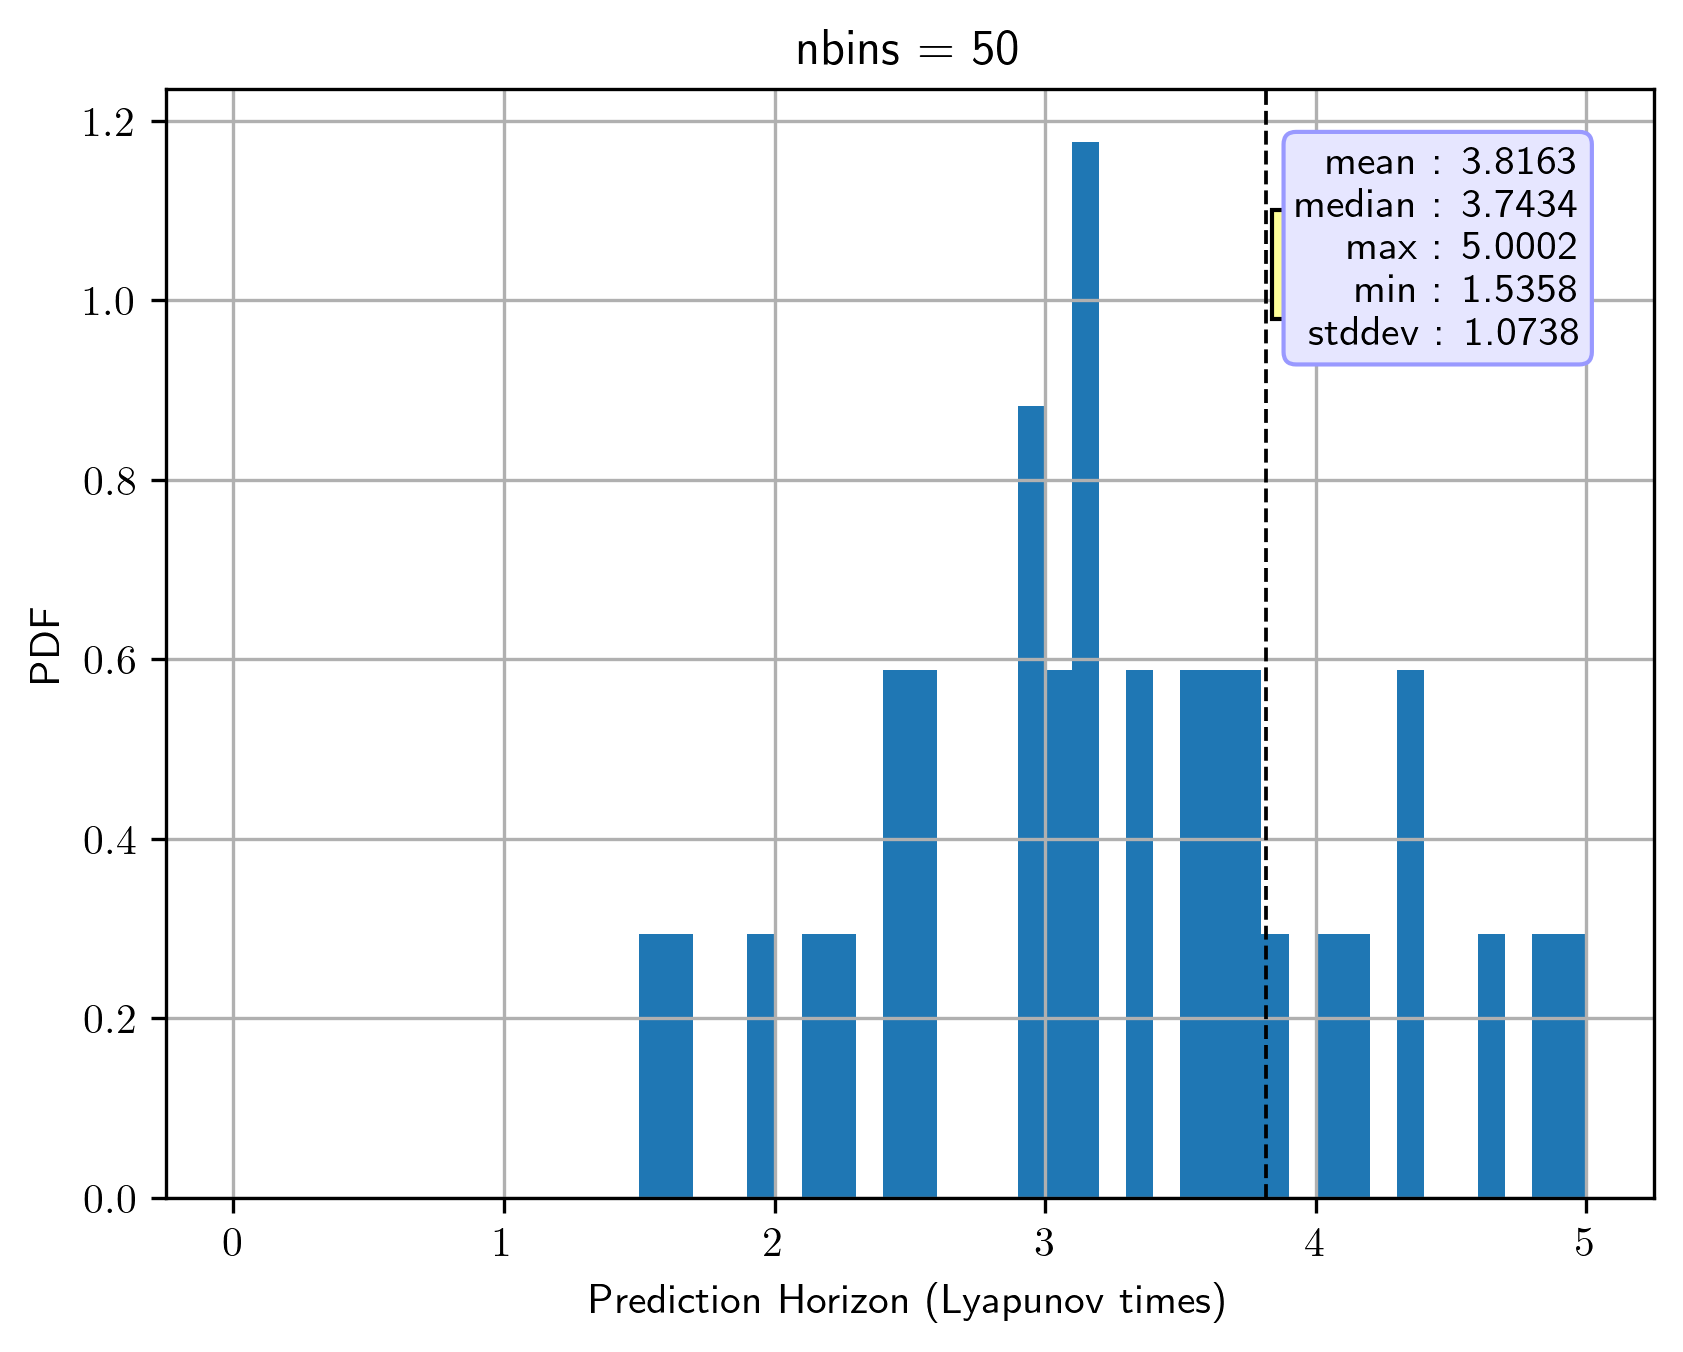 nbins = 50
1.2
1.0
0.8
0.6
0.4
0.2
0.0
PDF
mean : 3.8163
median : 3.7434
max : 5.0002
min : 1.5358
stddev : 1.0738
0 1 2 3 4 5
Prediction Horizon (Lyapunov times)